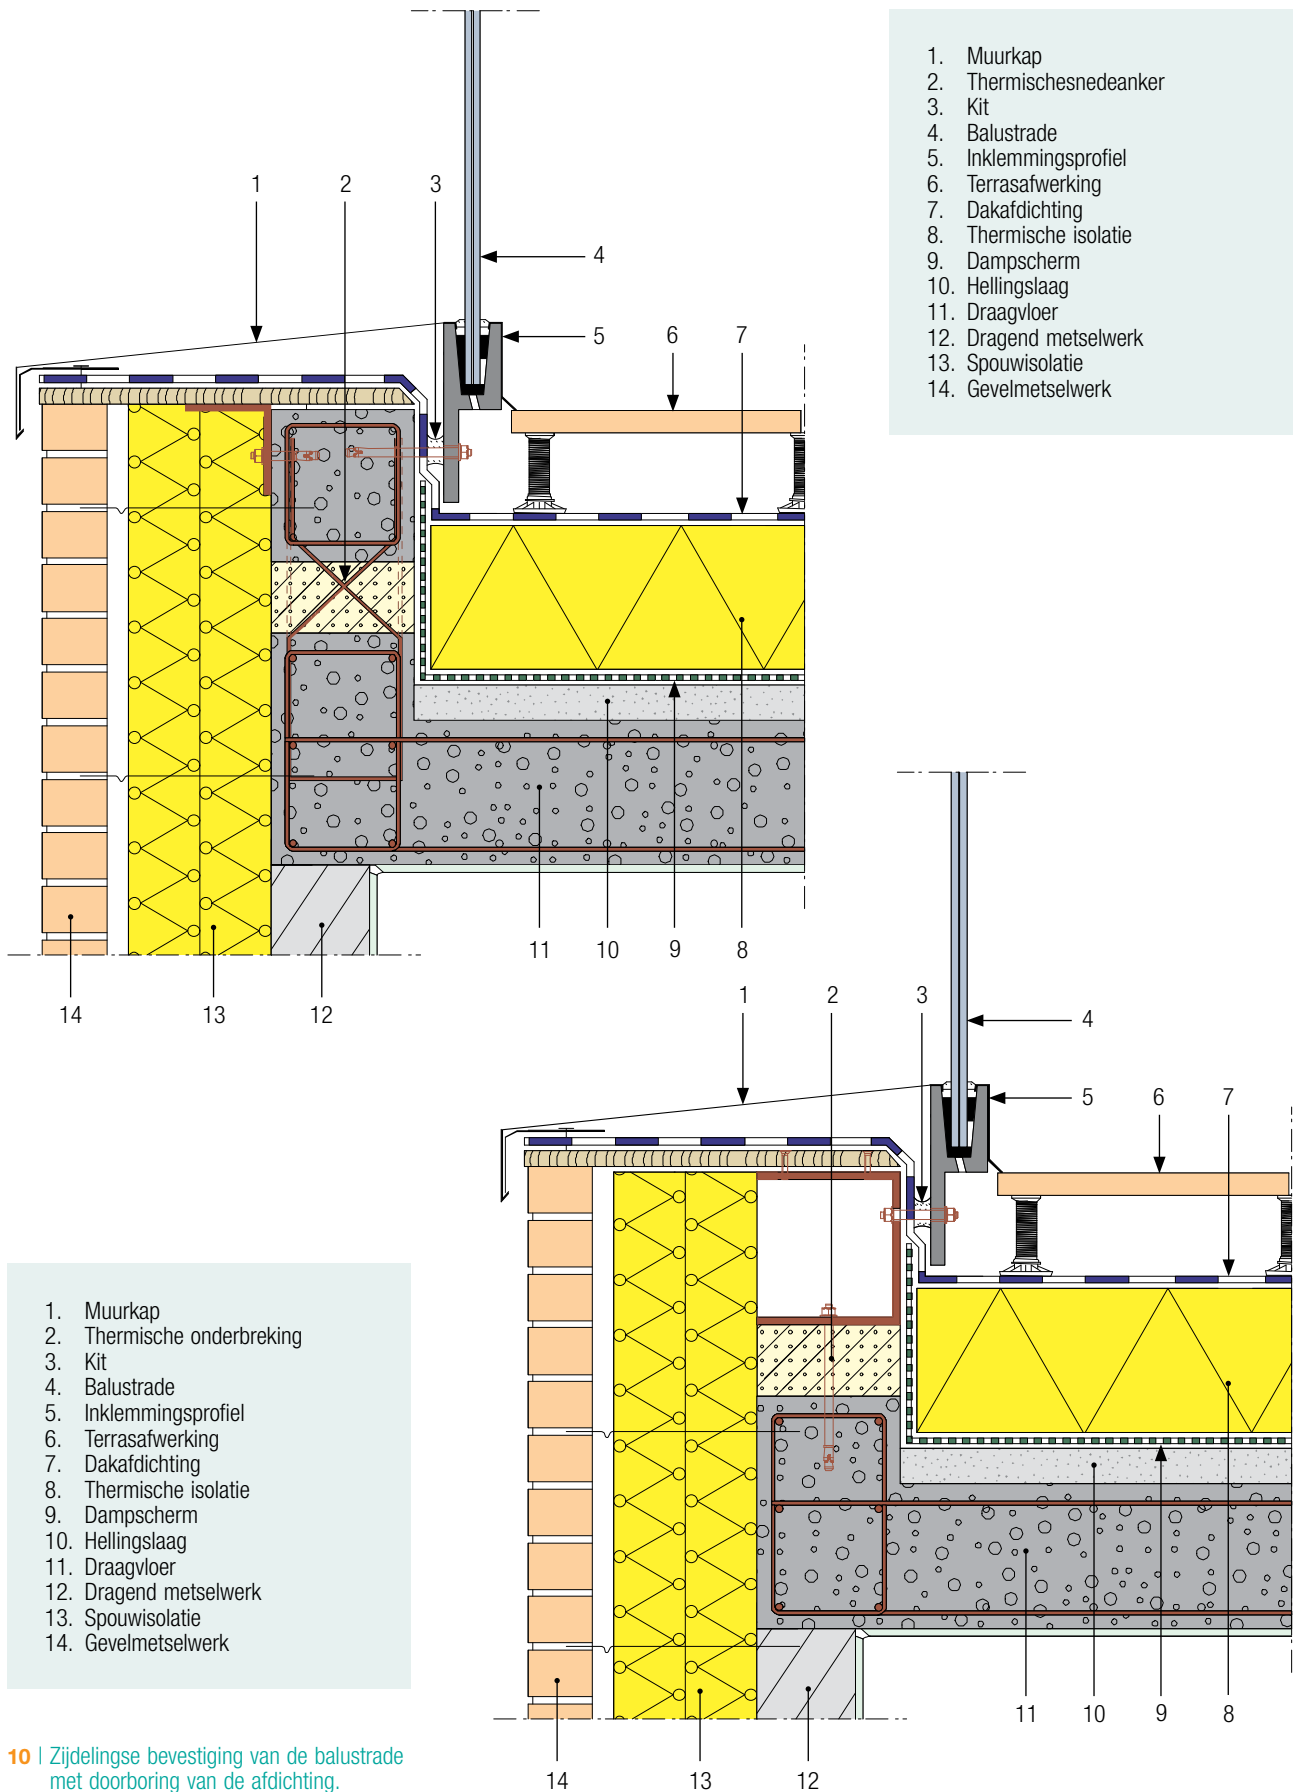 1. Muurkap
2. Thermischesnedeanker
3. Kit
4. Balustrade
5. Inklemmingsprofiel
6. Terrasafwerking
7. Dakafdichting
8. Thermische isolatie
9. Dampscherm
10. Hellingslaag
11. Draagvloer
12. Dragend metselwerk
13. Spouwisolatie
14. Gevelmetselwerk
1 2 3
4
5 6 7
11 10 9 8
14 13 12
1 2 3
4
5 6 7
11 10 9 8
14 13 12
1. Muurkap
2. Thermische onderbreking
3. Kit
4. Balustrade
5. Inklemmingsprofiel
6. Terrasafwerking
7. Dakafdichting
8. Thermische isolatie
9. Dampscherm
10. Hellingslaag
11. Draagvloer
12. Dragend metselwerk
13. Spouwisolatie
14. Gevelmetselwerk
10 | Zijdelingse bevestiging van de balustrade
met doorboring van de afdichting.